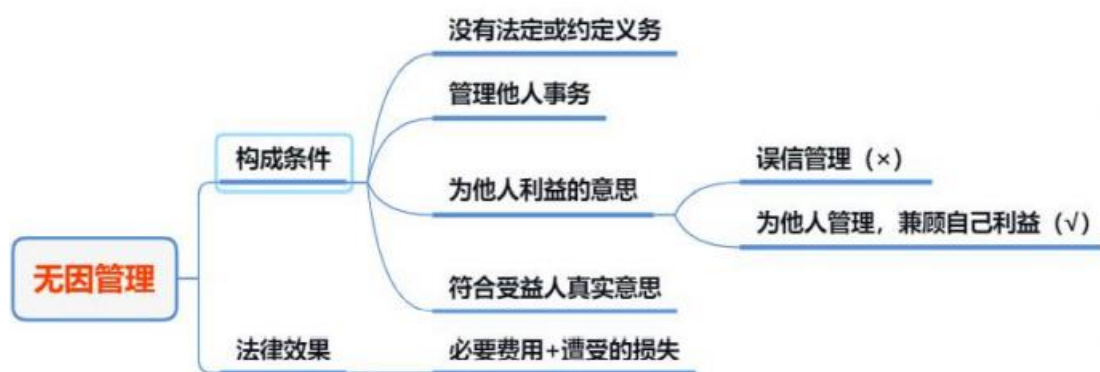 无因管理
构成条件
没有法定或约定义务
管理他人事务
为他人利益的意思
误信管理（×）
为他人管理，兼顾自己利益（√）
符合受益人真实意思
法律效果
必要费用+遭受的损失